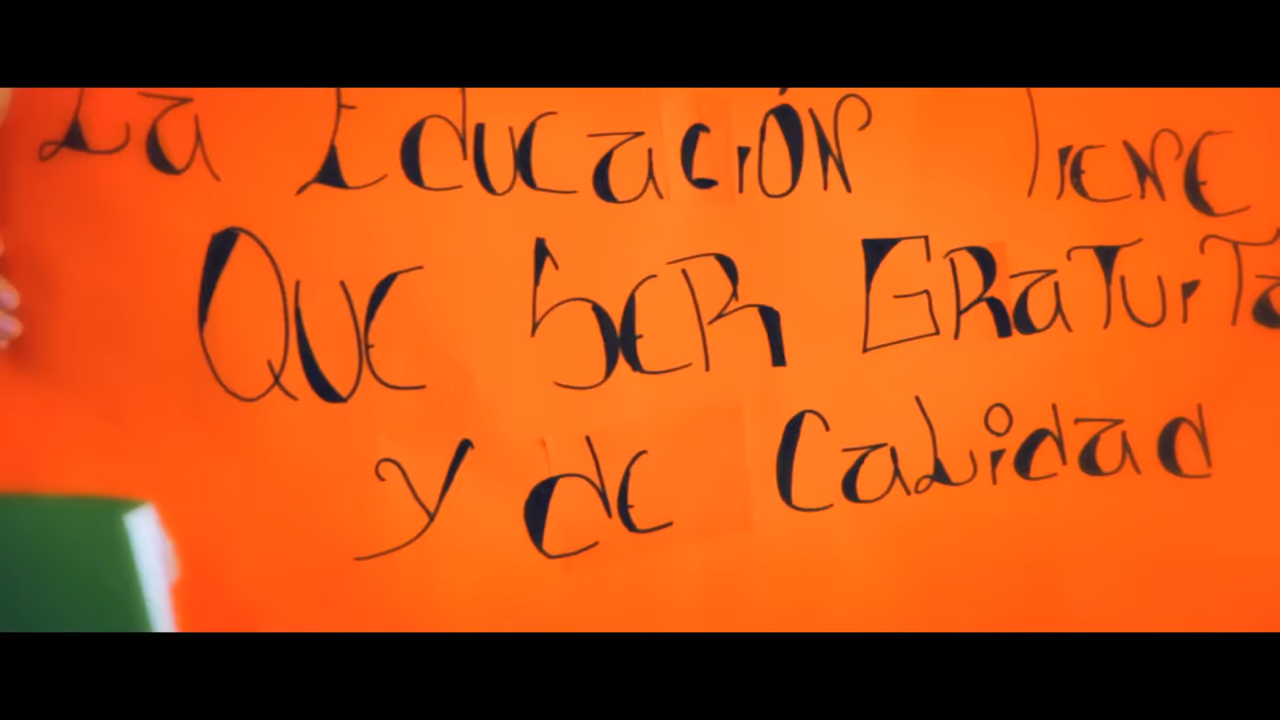 La Educación Tiene
Que Ser Gratuita
y de Calidad